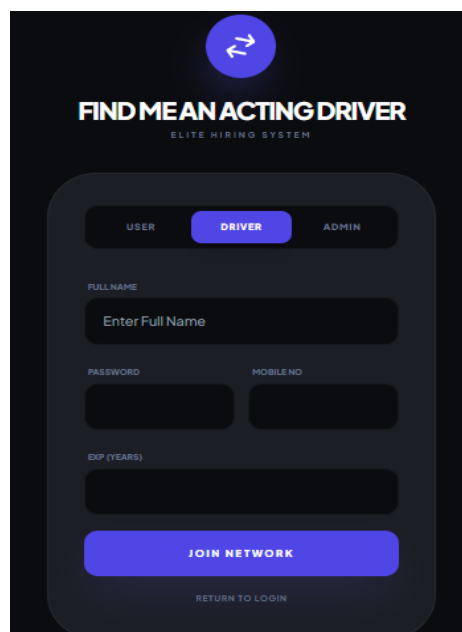 FIND ME AN ACTING DRIVER
ELITE HIRING SYSTEM
USER DRIVER ADMIN
FULL NAME
Enter Full Name
PASSWORD MOBILE NO
EXP (YEARS)
JOIN NETWORK
RETURN TO LOGIN